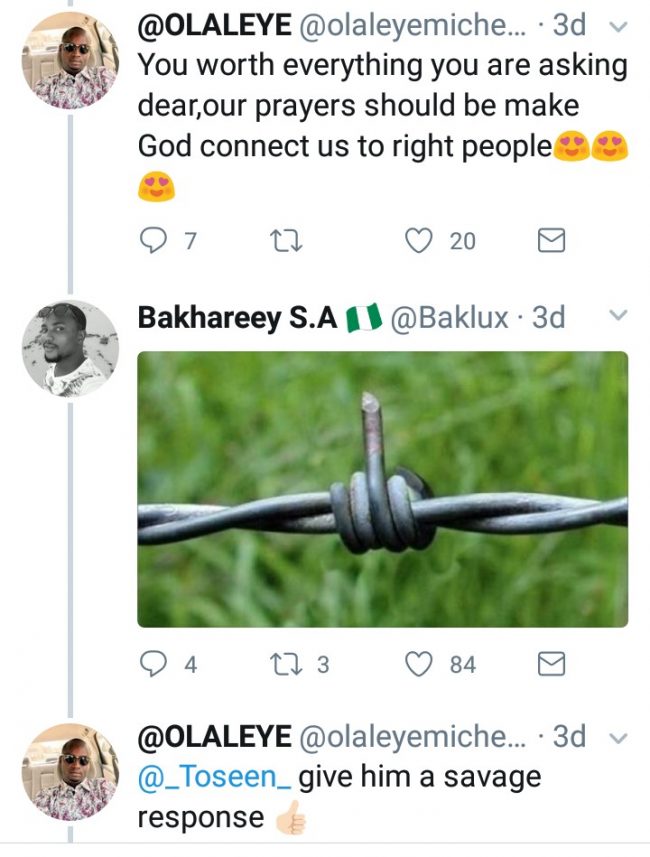 @OLALEYE @olaleyemiche... · 3d
You worth everything you are asking
dear,our prayers should be make
God connect us to right people😍😍
😍
7 20
Bakhareey S.A 🇳🇬 @Baklux · 3d
4 3 84
@OLALEYE @olaleyemiche... · 3d
@_Toseen_ give him a savage
response 👍🏻